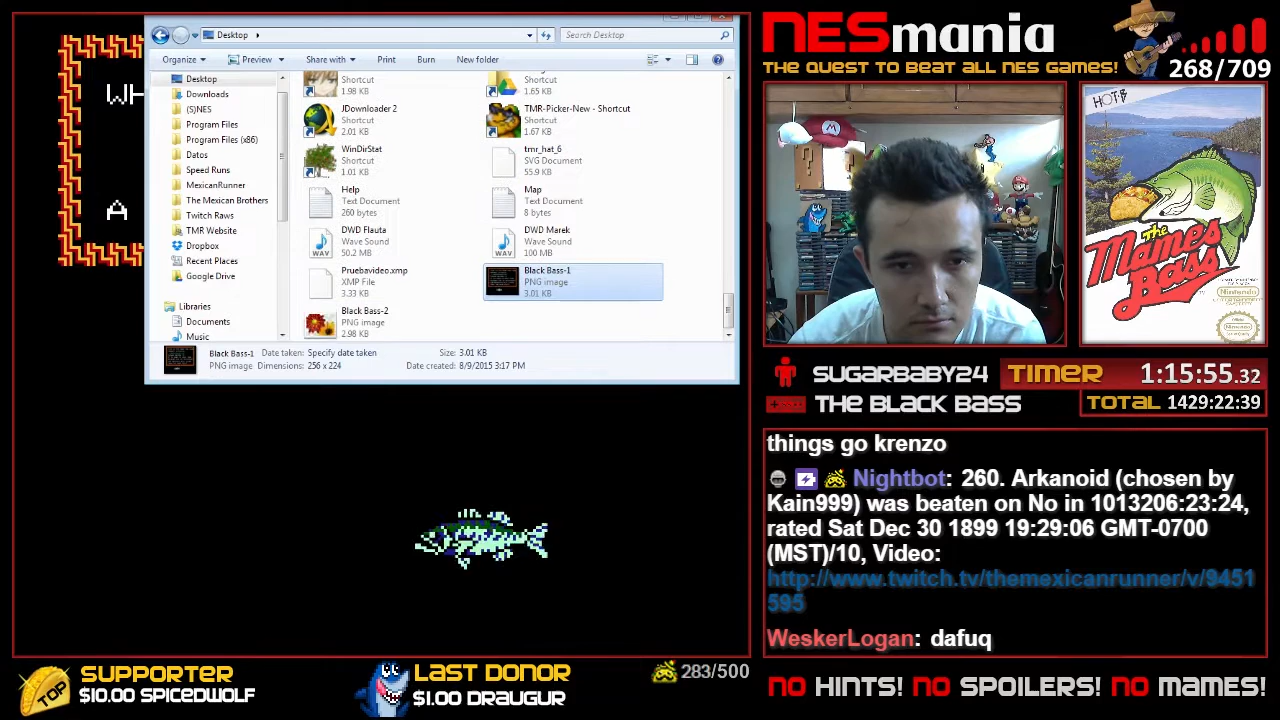 WH
A
Desktop
Search Desktop
Organize
Preview
Share with
Print
Burn
New folder
Desktop
Downloads
(S)NES
Program Files
Program Files (x86)
Datos
Speed Runs
MexicanRunner
The Mexican Brothers
Twitch Raws
TMR Website
Dropbox
Recent Places
Google Drive
Libraries
Documents
Music
Shortcut
1.98 KB
Shortcut
1.65 KB
JDownloader 2
Shortcut
2.01 KB
TMR-Picker-New - Shortcut
Shortcut
1.67 KB
WinDirStat
Shortcut
1.01 KB
tmr_hat_6
SVG Document
55.9 KB
Help
Text Document
260 bytes
Map
Text Document
8 bytes
DWD Flauta
Wave Sound
50.2 MB
WAV
DWD Marek
Wave Sound
100 MB
WAV
Pruebavideo.xmp
XMP File
3.33 KB
Black Bass-1
PNG image
3.01 KB
Black Bass-2
PNG image
2.98 KB
Black Bass-1 Date taken: Specify date taken Size: 3.01 KB
PNG image Dimensions: 256 x 224 Date created: 8/9/2015 3:17 PM
NESmania
THE QUEST TO BEAT ALL NES GAMES!
268/709
HOT-B
The
Mames
Bass
Nintendo
SUGARBABY24
TIMER 1:15:55.32
THE BLACK BASS
TOTAL 1429:22:39
things go krenzo
Nightbot: 260. Arkanoid (chosen by
Kain999) was beaten on No in 1013206:23:24,
rated Sat Dec 30 1899 19:29:06 GMT-0700
(MST)/10, Video:
http://www.twitch.tv/themexicanrunner/v/9451
595
WeskerLogan: dafuq
TOP
SUPPORTER
$10.00 SPICEDWOLF
LAST DONOR
$1.00 DRAUGUR
283/500
NO HINTS! NO SPOILERS! NO MAMES!